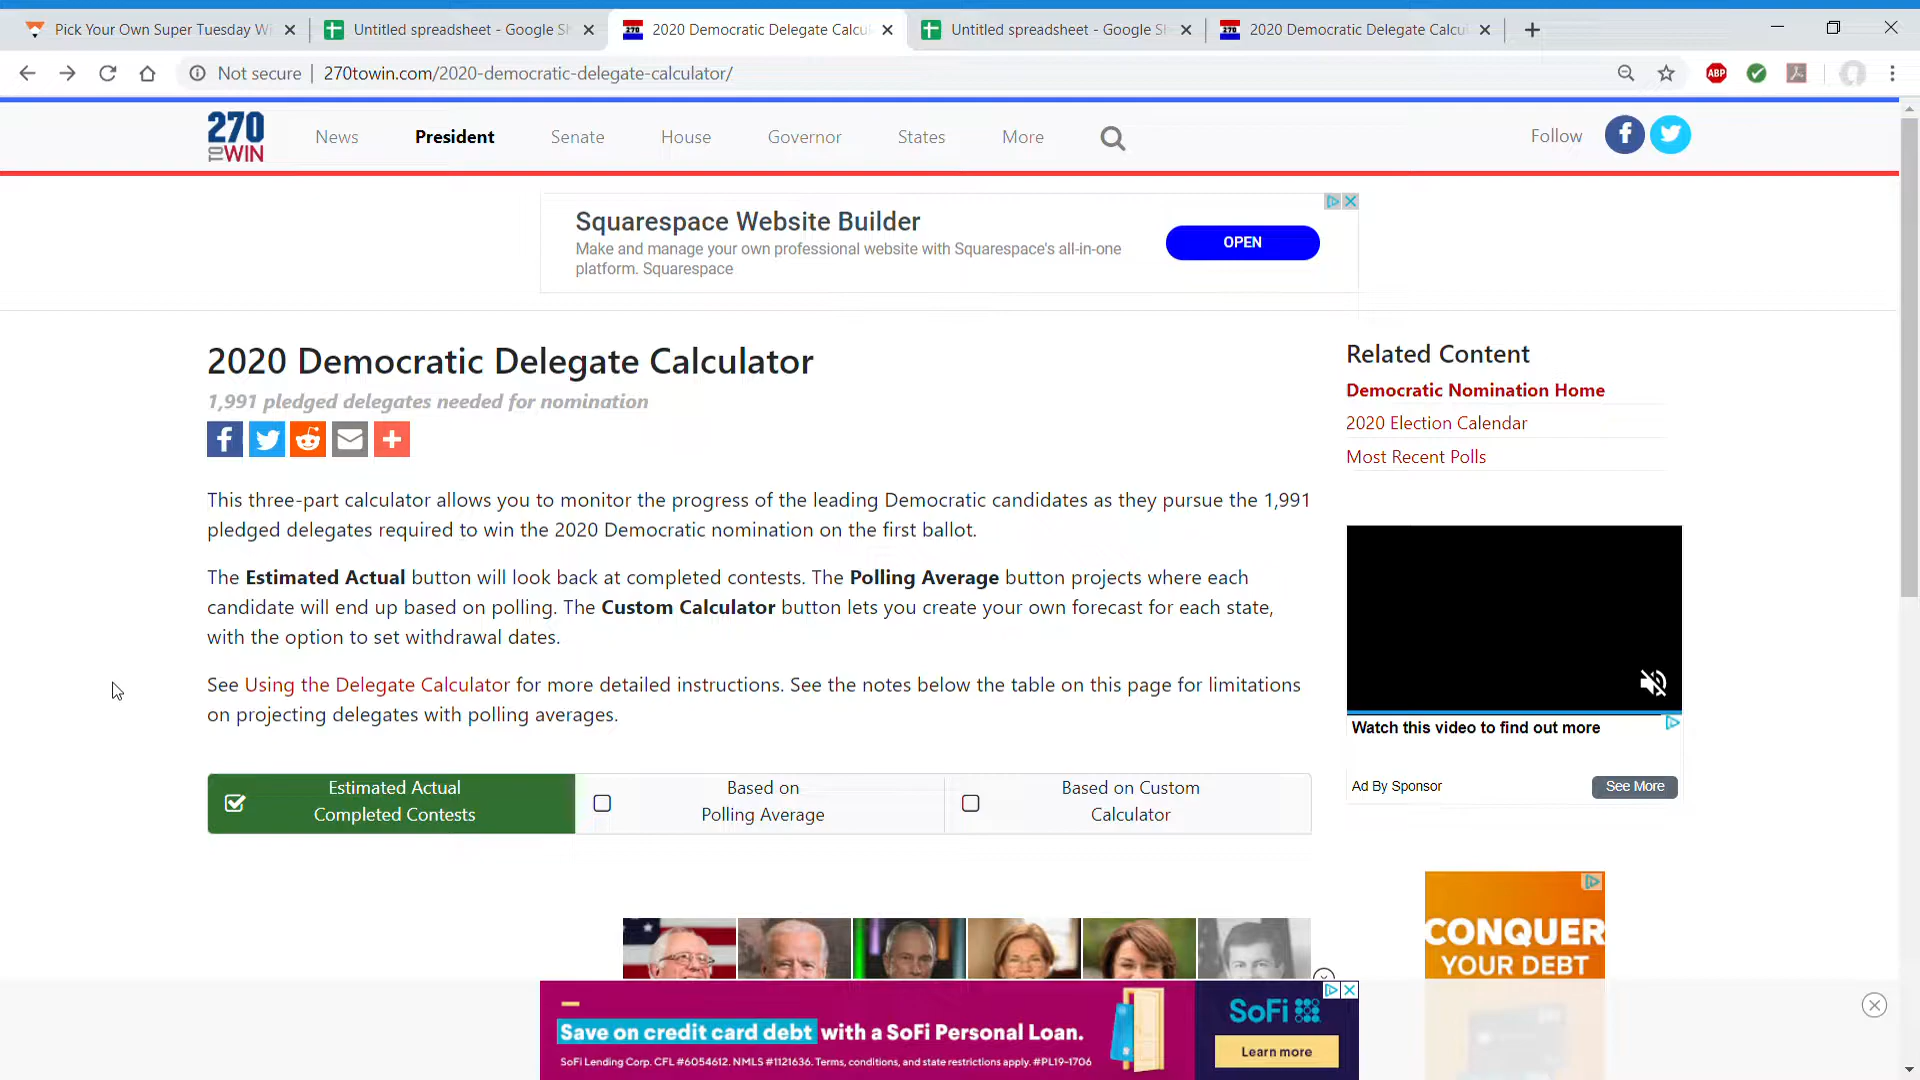 Pick Your Own Super Tuesday Wi
Untitled spreadsheet - Google Sh
2020 Democratic Delegate Calcul
Untitled spreadsheet - Google Sh
2020 Democratic Delegate Calcul
Not secure
270towin.com/2020-democratic-delegate-calculator/
ABP
270
TO WIN
News
President
Senate
House
Governor
States
More
Follow
Squarespace Website Builder
Make and manage your own professional website with Squarespace's all-in-one
platform. Squarespace
OPEN
2020 Democratic Delegate Calculator
1,991 pledged delegates needed for nomination
This three-part calculator allows you to monitor the progress of the leading Democratic candidates as they pursue the 1,991
pledged delegates required to win the 2020 Democratic nomination on the first ballot.
The Estimated Actual button will look back at completed contests. The Polling Average button projects where each
candidate will end up based on polling. The Custom Calculator button lets you create your own forecast for each state,
with the option to set withdrawal dates.
See Using the Delegate Calculator for more detailed instructions. See the notes below the table on this page for limitations
on projecting delegates with polling averages.
Estimated Actual
Completed Contests
Based on
Polling Average
Based on Custom
Calculator
Related Content
Democratic Nomination Home
2020 Election Calendar
Most Recent Polls
Watch this video to find out more
Ad By Sponsor
See More
CONQUER
YOUR DEBT
Save on credit card debt with a SoFi Personal Loan.
SoFi Lending Corp. CFL #6054612. NMLS #1121636. Terms, conditions, and state restrictions apply. #PL19-1706
SoFi
Learn more